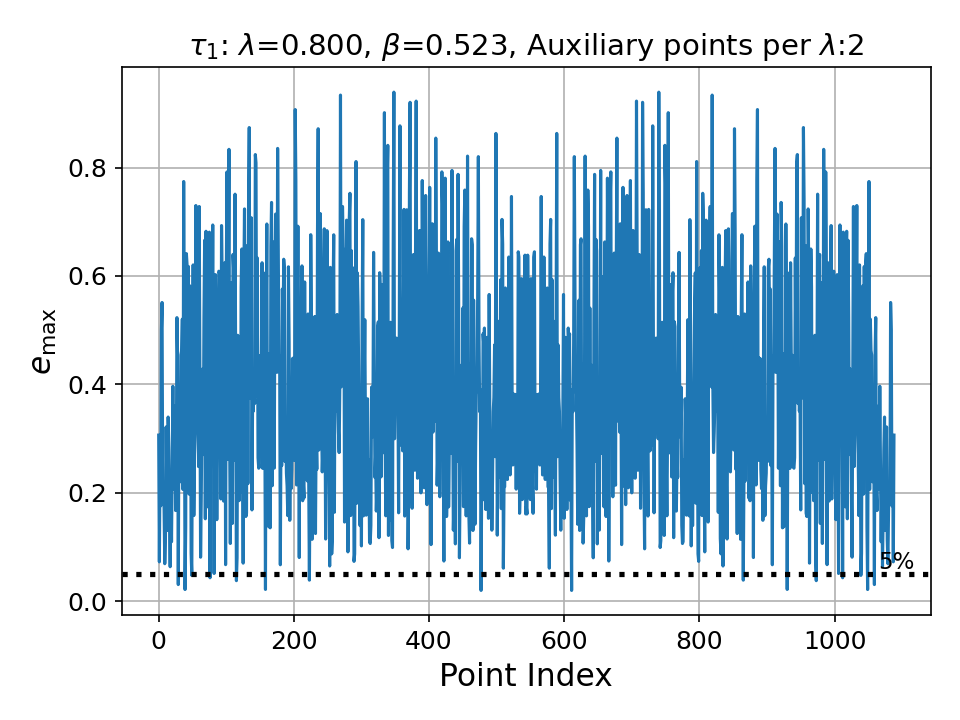 τ₁: λ=0.800, β=0.523, Auxiliary points per λ:2
0.8
0.6
0.4
0.2
0.0
e_max
5%
0 200 400 600 800 1000
Point Index